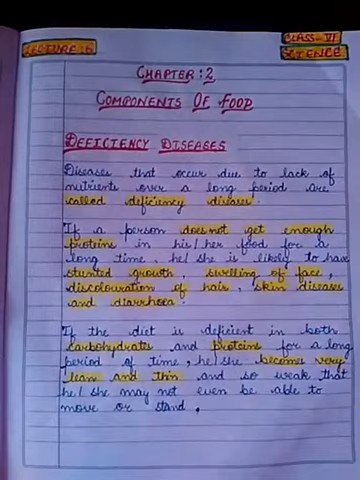 LECTURE:6
CLASS-VI
SCIENCE
CHAPTER:2
COMPONENTS OF FOOD
DEFICIENCY DISEASES
Diseases that occur due to lack of
nutrients over a long period are
called deficiency diseases.
If a person does not get enough
proteins in his/her food for a
long time, he/she is likely to have
stunted growth, swelling of face,
discolouration of hair, skin diseases
and diarrhoea.
If the diet is deficient in both
carbohydrate and proteins for a long
period of time, he/she become very
lean and thin and so weak that
he/she may not even be able to
move or stand.